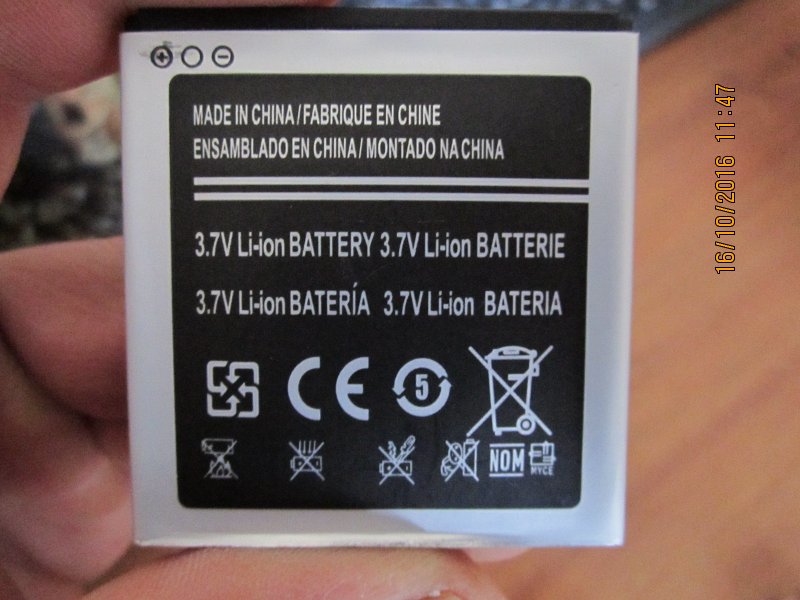 MADE IN CHINA / FABRIQUE EN CHINE
ENSAMBLADO EN CHINA / MONTADO NA CHINA
3.7V Li-ion BATTERY 3.7V Li-ion BATTERIE
3.7V Li-ion BATERÍA 3.7V Li-ion BATERIA
CE 5
NOM MYCE
16/10/2016 11:47